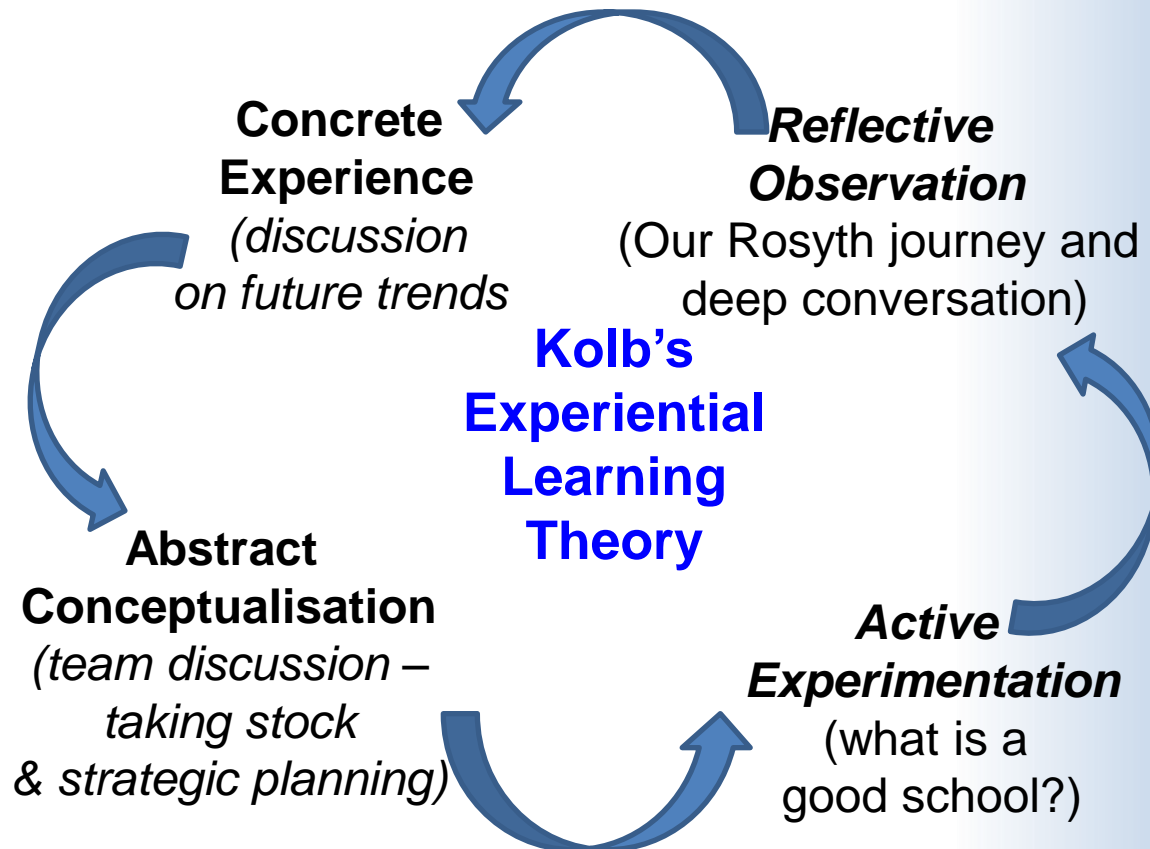 Concrete
Experience
(discussion
on future trends
Reflective
Observation
(Our Rosyth journey and
deep conversation)
Kolb’s
Experiential
Learning
Theory
Abstract
Conceptualisation
(team discussion –
taking stock
& strategic planning)
Active
Experimentation
(what is a
good school?)